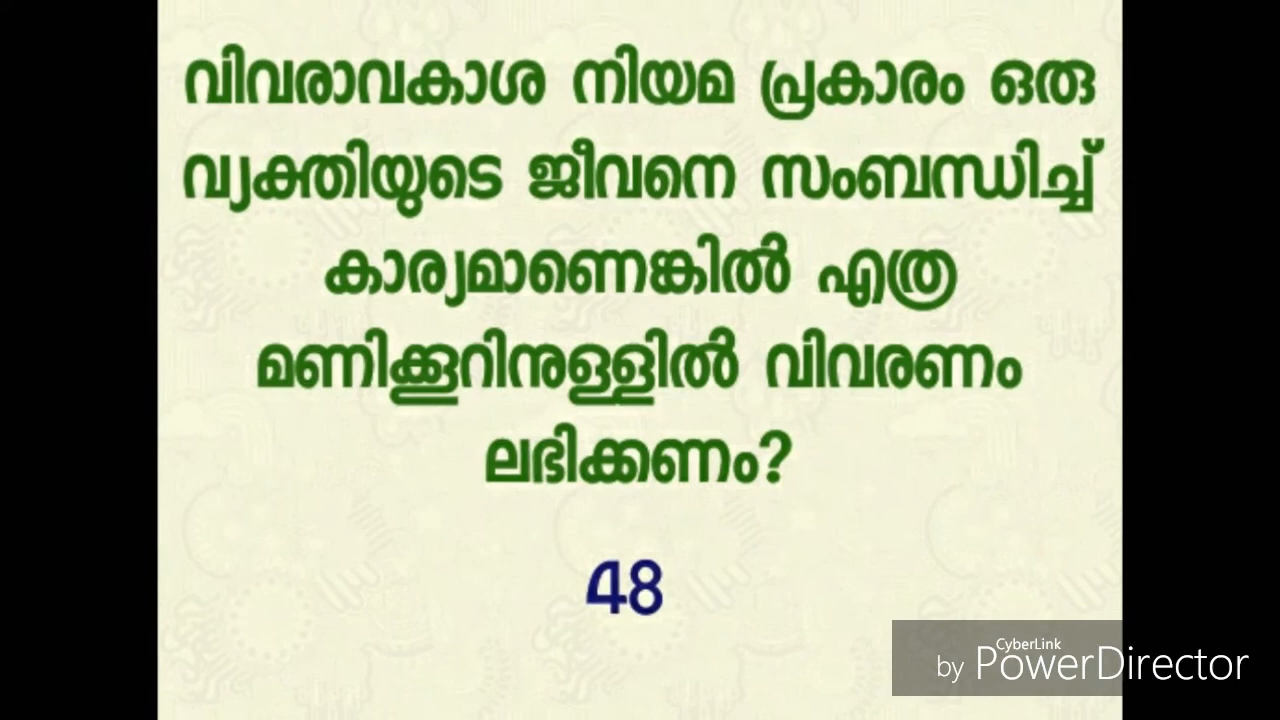 വിവരാവകാശ നിയമ പ്രകാരം ഒരു
വ്യക്തിയുടെ ജീവനെ സംബന്ധിച്ച്
കാര്യമാണെങ്കിൽ എത്ര
മണിക്കൂറിനുള്ളിൽ വിവരണം
ലഭിക്കണം?
48
CyberLink
by PowerDirector